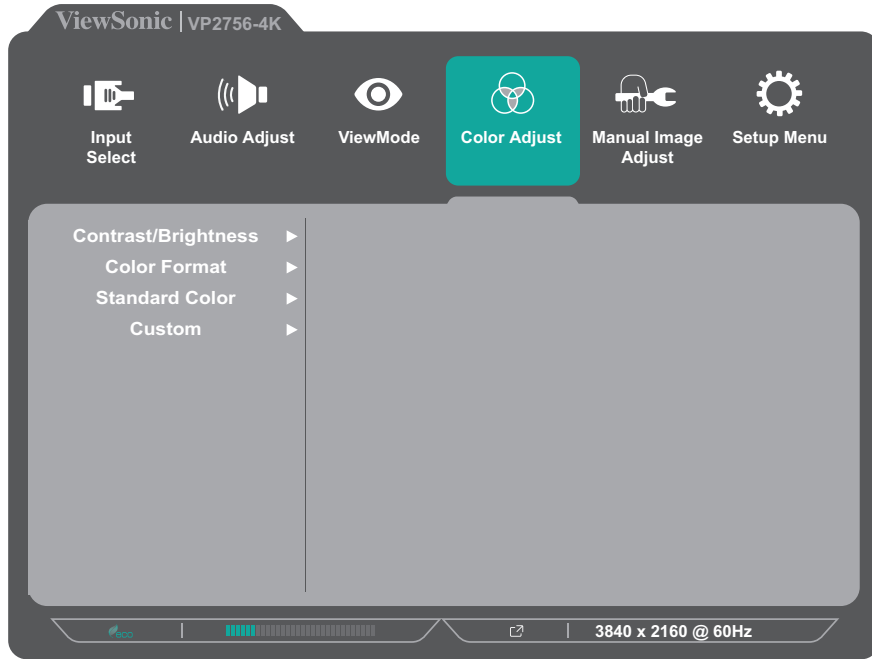 ViewSonic | VP2756-4K
Input
Select
Audio Adjust
ViewMode
Color Adjust
Manual Image
Adjust
Setup Menu
Contrast/Brightness
Color Format
Standard Color
Custom
eco
3840 x 2160 @ 60Hz